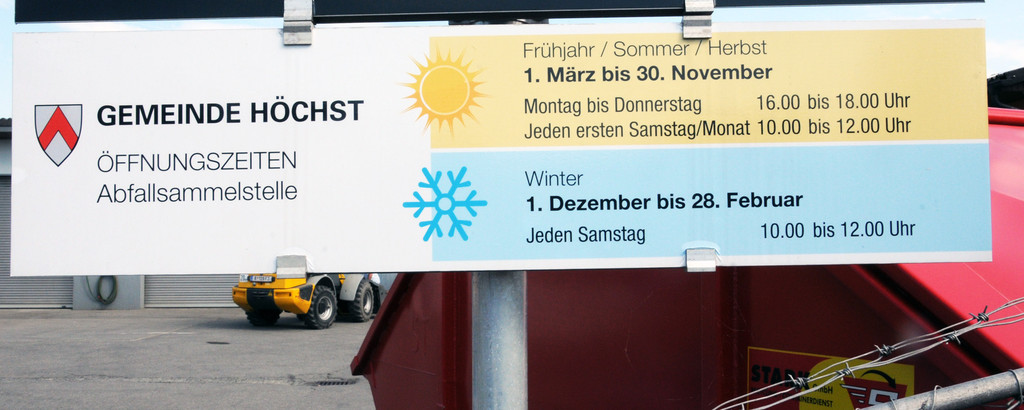 GEMEINDE HÖCHST
ÖFFNUNGSZEITEN
Abfallsammelstelle
Frühjahr / Sommer / Herbst
1. März bis 30. November
Montag bis Donnerstag 16.00 bis 18.00 Uhr
Jeden ersten Samstag/Monat 10.00 bis 12.00 Uhr
Winter
1. Dezember bis 28. Februar
Jeden Samstag 10.00 bis 12.00 Uhr